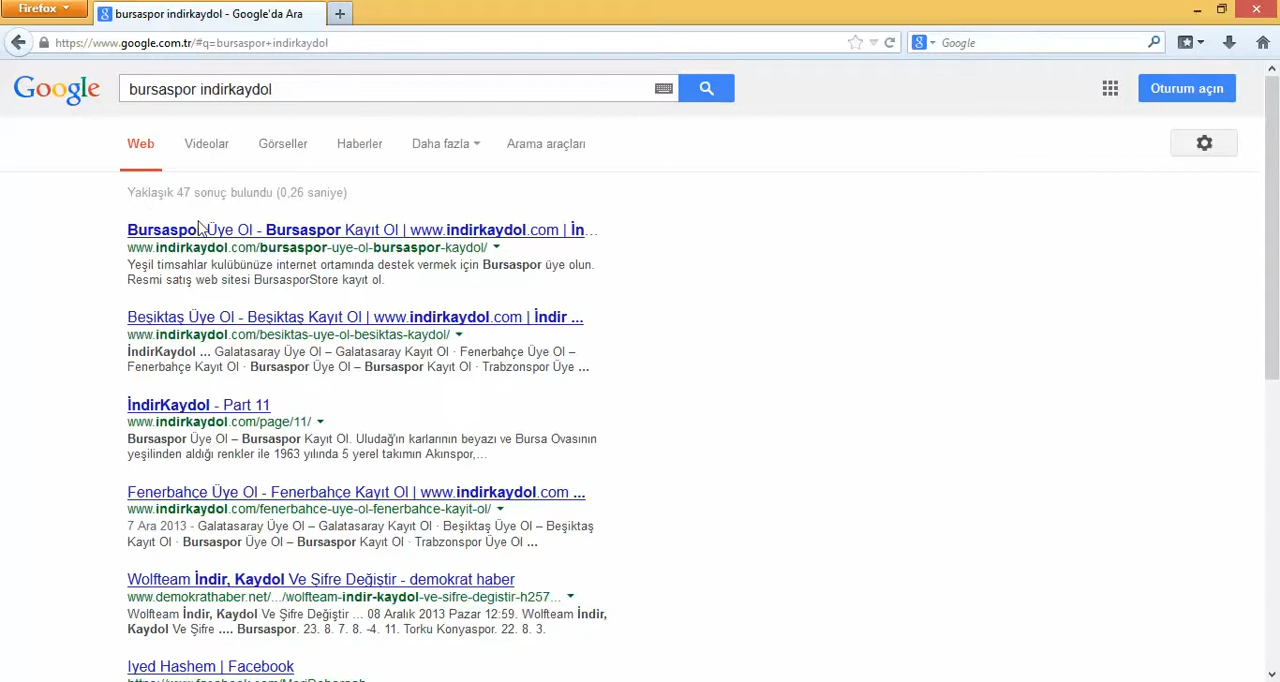 Firefox
bursaspor indirkaydol - Google'da Ara
https://www.google.com.tr/#q=bursaspor+indirkaydol
Google
Google
bursaspor indirkaydol
Oturum açın
Web Videolar Görseller Haberler Daha fazla Arama araçları
Yaklaşık 47 sonuç bulundu (0,26 saniye)
Bursaspor Üye Ol - Bursaspor Kayıt Ol | www.indirkaydol.com | İn...
www.indirkaydol.com/bursaspor-uye-ol-bursaspor-kaydol/
Yeşil timsahlar kulübünüze internet ortamında destek vermek için Bursaspor üye olun.
Resmi satış web sitesi BursasporStore kayıt ol.
Beşiktaş Üye Ol - Beşiktaş Kayıt Ol | www.indirkaydol.com | İndir ...
www.indirkaydol.com/besiktas-uye-ol-besiktas-kaydol/
İndirKaydol ... Galatasaray Üye Ol – Galatasaray Kayıt Ol · Fenerbahçe Üye Ol –
Fenerbahçe Kayıt Ol · Bursaspor Üye Ol – Bursaspor Kayıt Ol · Trabzonspor Üye ...
İndirKaydol - Part 11
www.indirkaydol.com/page/11/
Bursaspor Üye Ol – Bursaspor Kayıt Ol. Uludağ'ın karlarının beyazı ve Bursa Ovasının
yeşilinden aldığı renkler ile 1963 yılında 5 yerel takımın Akınspor,...
Fenerbahçe Üye Ol - Fenerbahçe Kayıt Ol | www.indirkaydol.com ...
www.indirkaydol.com/fenerbahce-uye-ol-fenerbahce-kayit-ol/
7 Ara 2013 - Galatasaray Üye Ol – Galatasaray Kayıt Ol · Beşiktaş Üye Ol – Beşiktaş
Kayıt Ol · Bursaspor Üye Ol – Bursaspor Kayıt Ol · Trabzonspor Üye Ol ...
Wolfteam İndir, Kaydol Ve Şifre Değiştir - demokrat haber
www.demokrathaber.net/.../wolfteam-indir-kaydol-ve-sifre-degistir-h257...
Wolfteam İndir, Kaydol Ve Şifre Değiştir ... 08 Aralık 2013 Pazar 12:59. Wolfteam İndir,
Kaydol Ve Şifre .... Bursaspor. 23. 8. 7. 8. -4. 11. Torku Konyaspor. 22. 8. 3.
Iyed Hashem | Facebook